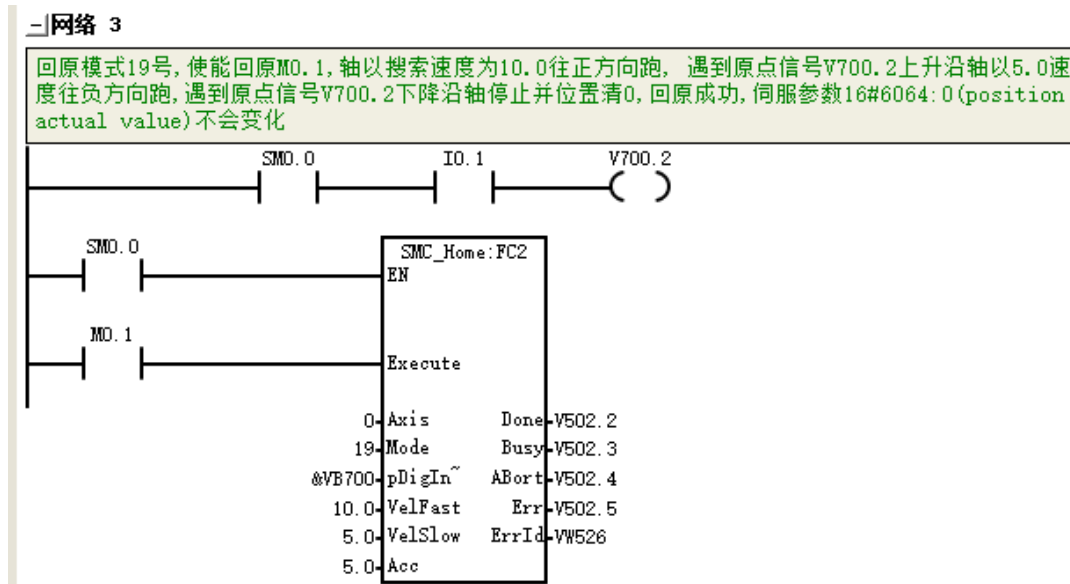 网络 3
回原模式19号,使能回原M0.1,轴以搜索速度为10.0往正方向跑, 遇到原点信号V700.2上升沿轴以5.0速
度往负方向跑,遇到原点信号V700.2下降沿轴停止并位置清0,回原成功,伺服参数16#6064:0(position
actual value)不会变化
SM0.0 I0.1 V700.2
SM0.0
SMC_Home:FC2
EN
M0.1
Execute
0 Axis Done V502.2
19 Mode Busy V502.3
&VB700 pDigIn~ ABort V502.4
10.0 VelFast Err V502.5
5.0 VelSlow ErrId VW526
5.0 Acc